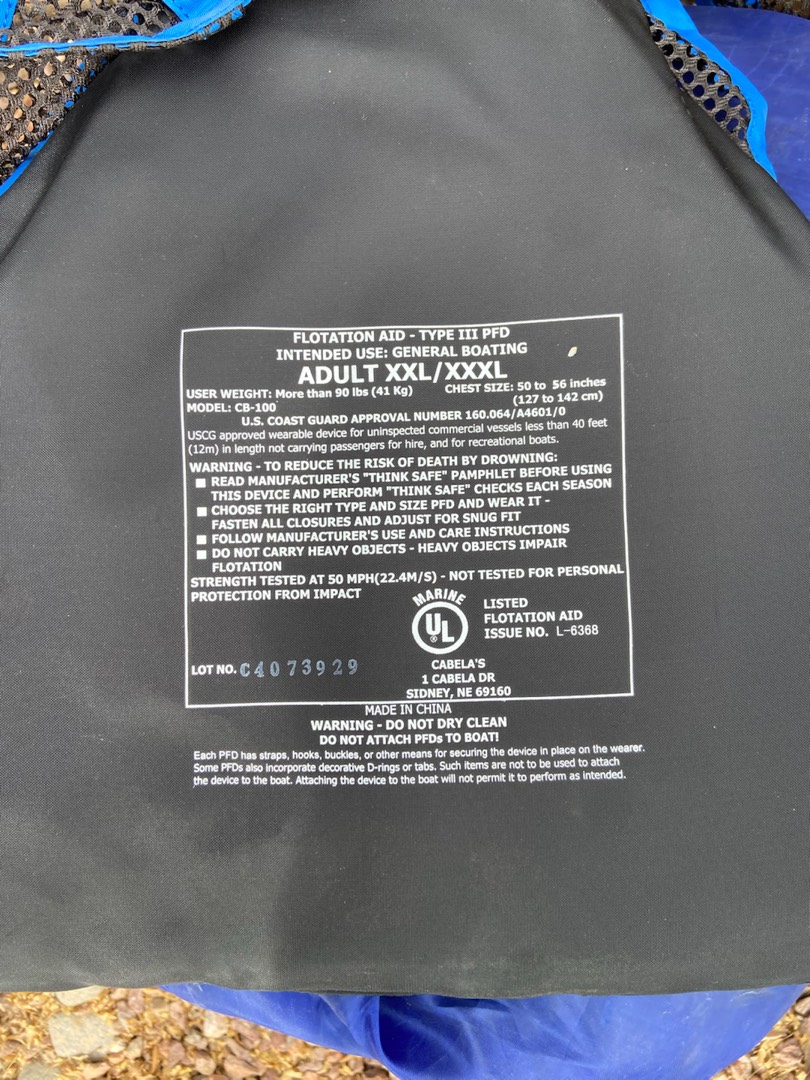 FLOTATION AID - TYPE III PFD
INTENDED USE: GENERAL BOATING
ADULT XXL/XXXL
USER WEIGHT: More than 90 lbs (41 Kg) CHEST SIZE: 50 to 56 inches
MODEL: CB-100 (127 to 142 cm)
U.S. COAST GUARD APPROVAL NUMBER 160.064/A4601/0
USCG approved wearable device for uninspected commercial vessels less than 40 feet
(12m) in length not carrying passengers for hire, and for recreational boats.
WARNING - TO REDUCE THE RISK OF DEATH BY DROWNING:
■ READ MANUFACTURER'S "THINK SAFE" PAMPHLET BEFORE USING
THIS DEVICE AND PERFORM "THINK SAFE" CHECKS EACH SEASON
■ CHOOSE THE RIGHT TYPE AND SIZE PFD AND WEAR IT -
FASTEN ALL CLOSURES AND ADJUST FOR SNUG FIT
■ FOLLOW MANUFACTURER'S USE AND CARE INSTRUCTIONS
■ DO NOT CARRY HEAVY OBJECTS - HEAVY OBJECTS IMPAIR
FLOTATION
STRENGTH TESTED AT 50 MPH(22.4M/S) - NOT TESTED FOR PERSONAL
PROTECTION FROM IMPACT
MARINE
UL®
LISTED
FLOTATION AID
ISSUE NO. L-6368
LOT NO. C4073929
CABELA'S
1 CABELA DR
SIDNEY, NE 69160
MADE IN CHINA
WARNING - DO NOT DRY CLEAN
DO NOT ATTACH PFDs TO BOAT!
Each PFD has straps, hooks, buckles, or other means for securing the device in place on the wearer.
Some PFDs also incorporate decorative D-rings or tabs. Such items are not to be used to attach
the device to the boat. Attaching the device to the boat will not permit it to perform as intended.